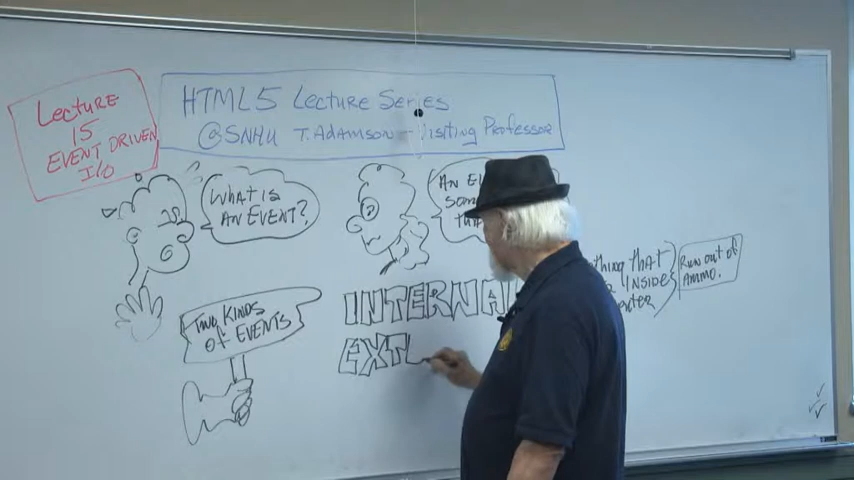 Lecture
15
EVENT DRIVEN
I/O
HTML5 Lecture Series
@SNHU T. Adamson - Visiting Professor
What is
AN EVENT?
AN
Two Kinds
of EVENTS
INTERNA
EXT
thing that
INSIDE
Run out of
Ammo.